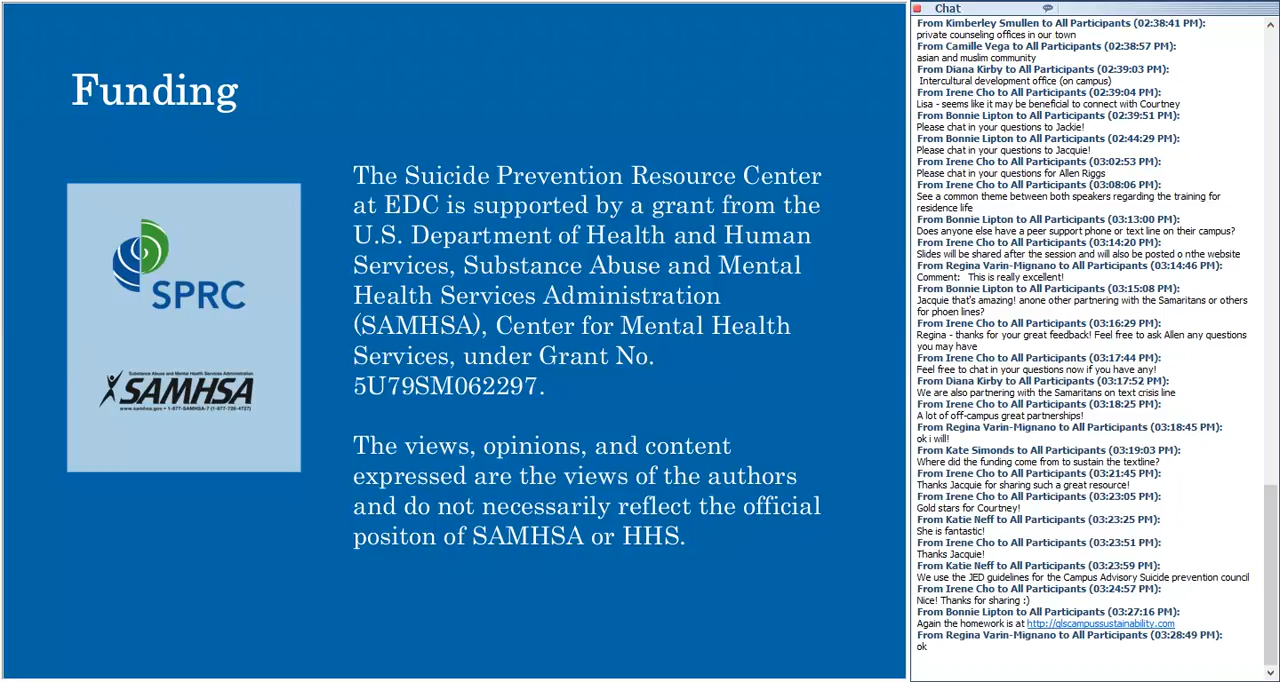 Funding
SPRC
Substance Abuse and Mental Health Services Administration
SAMHSA
www.samhsa.gov • 1-877-SAMHSA-7 (1-877-726-4727)
The Suicide Prevention Resource Center
at EDC is supported by a grant from the
U.S. Department of Health and Human
Services, Substance Abuse and Mental
Health Services Administration
(SAMHSA), Center for Mental Health
Services, under Grant No.
5U79SM062297.
The views, opinions, and content
expressed are the views of the authors
and do not necessarily reflect the official
positon of SAMHSA or HHS.
Chat
From Kimberley Smullen to All Participants (02:38:41 PM):
private counseling offices in our town
From Camille Vega to All Participants (02:38:57 PM):
asian and muslim community
From Diana Kirby to All Participants (02:39:03 PM):
Intercultural development office (on campus)
From Irene Cho to All Participants (02:39:04 PM):
Lisa - seems like it may be beneficial to connect with Courtney
From Bonnie Lipton to All Participants (02:39:51 PM):
Please chat in your questions to Jackie!
From Bonnie Lipton to All Participants (02:44:29 PM):
Please chat in your questions to Jacquie!
From Irene Cho to All Participants (03:02:53 PM):
Please chat in your questions for Allen Riggs
From Irene Cho to All Participants (03:08:06 PM):
See a common theme between both speakers regarding the training for
residence life
From Bonnie Lipton to All Participants (03:13:00 PM):
Does anyone else have a peer support phone or text line on their campus?
From Irene Cho to All Participants (03:14:20 PM):
Slides will be shared after the session and will also be posted o nthe website
From Regina Varin-Mignano to All Participants (03:14:46 PM):
Comment: This is really excellent!
From Bonnie Lipton to All Participants (03:15:08 PM):
Jacquie that's amazing! anone other partnering with the Samaritans or others
for phoen lines?
From Irene Cho to All Participants (03:16:29 PM):
Regina - thanks for your great feedback! Feel free to ask Allen any questions
you may have
From Irene Cho to All Participants (03:17:44 PM):
Feel free to chat in your questions now if you have any!
From Diana Kirby to All Participants (03:17:52 PM):
We are also partnering with the Samaritans on text crisis line
From Irene Cho to All Participants (03:18:25 PM):
A lot of off-campus great partnerships!
From Regina Varin-Mignano to All Participants (03:18:45 PM):
ok i will!
From Kate Simonds to All Participants (03:19:03 PM):
Where did the funding come from to sustain the textline?
From Irene Cho to All Participants (03:21:45 PM):
Thanks Jacquie for sharing such a great resource!
From Irene Cho to All Participants (03:23:05 PM):
Gold stars for Courtney!
From Katie Neff to All Participants (03:23:25 PM):
She is fantastic!
From Irene Cho to All Participants (03:23:51 PM):
Thanks Jacquie!
From Katie Neff to All Participants (03:23:59 PM):
We use the JED guidelines for the Campus Advisory Suicide prevention council
From Irene Cho to All Participants (03:24:57 PM):
Nice! Thanks for sharing :)
From Bonnie Lipton to All Participants (03:27:16 PM):
Again the homework is at http://glscampussustainability.com
From Regina Varin-Mignano to All Participants (03:28:49 PM):
ok